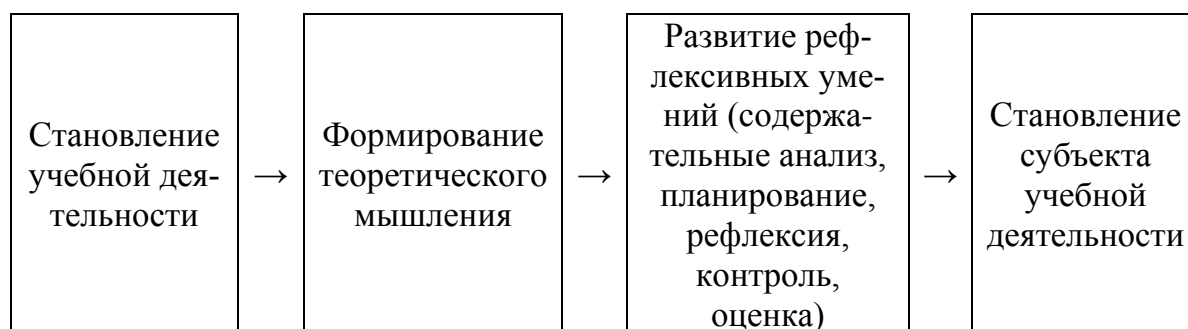 Становление
учебной дея-
тельности
→
Формирование
теоретического
мышления
→
Развитие реф-
лексивных уме-
ний (содержа-
тельные анализ,
планирование,
рефлексия,
контроль,
оценка)
→
Становление
субъекта
учебной
деятельности